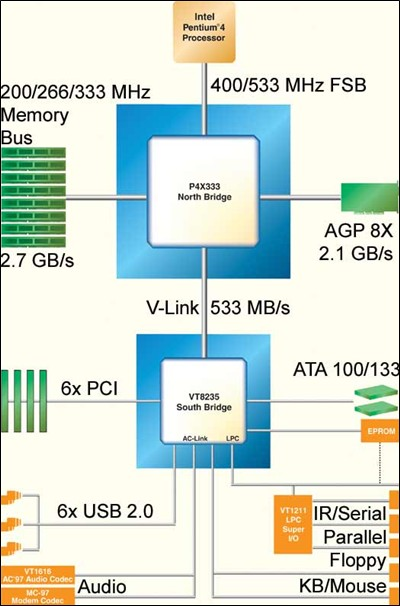 Intel
Pentium®4
Processor
200/266/333 MHz
Memory
Bus
400/533 MHz FSB
P4X333
North Bridge
AGP 8X
2.1 GB/s
2.7 GB/s
V-Link 533 MB/s
ATA 100/133
6x PCI
VT8235
South Bridge
AC-Link
LPC
EPROM
6x USB 2.0
VT1211
LPC
Super
I/O
IR/Serial
Parallel
Floppy
KB/Mouse
VT1616
AC'97 Audio Codec
MC-97
Modem Codec
Audio